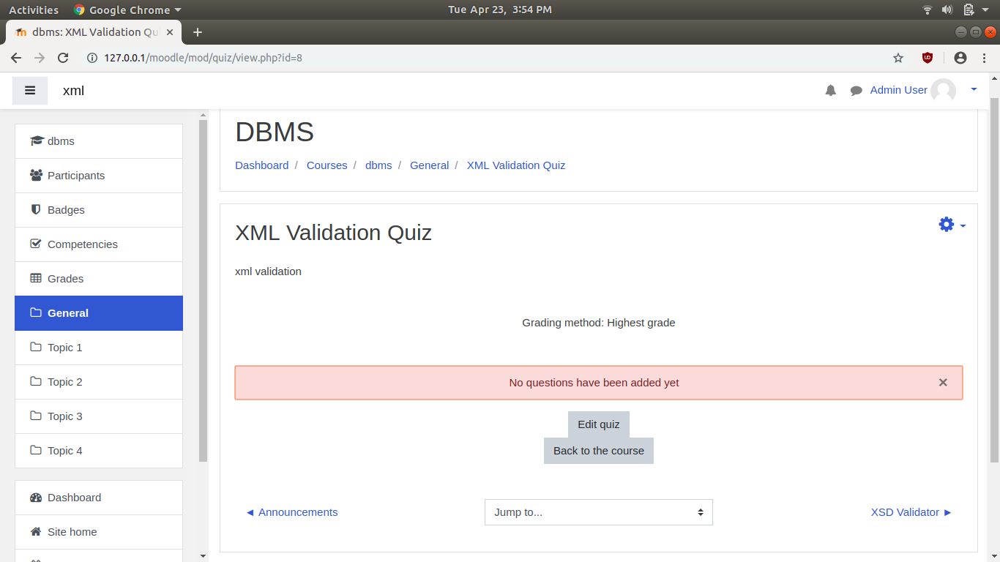 Activities Google Chrome Tue Apr 23, 3:54 PM
dbms: XML Validation Qu
127.0.0.1/moodle/mod/quiz/view.php?id=8
xml Admin User
dbms
Participants
Badges
Competencies
Grades
General
Topic 1
Topic 2
Topic 3
Topic 4
Dashboard
Site home
DBMS
Dashboard / Courses / dbms / General / XML Validation Quiz
XML Validation Quiz
xml validation
Grading method: Highest grade
No questions have been added yet ×
Edit quiz
Back to the course
◄ Announcements Jump to... XSD Validator ►